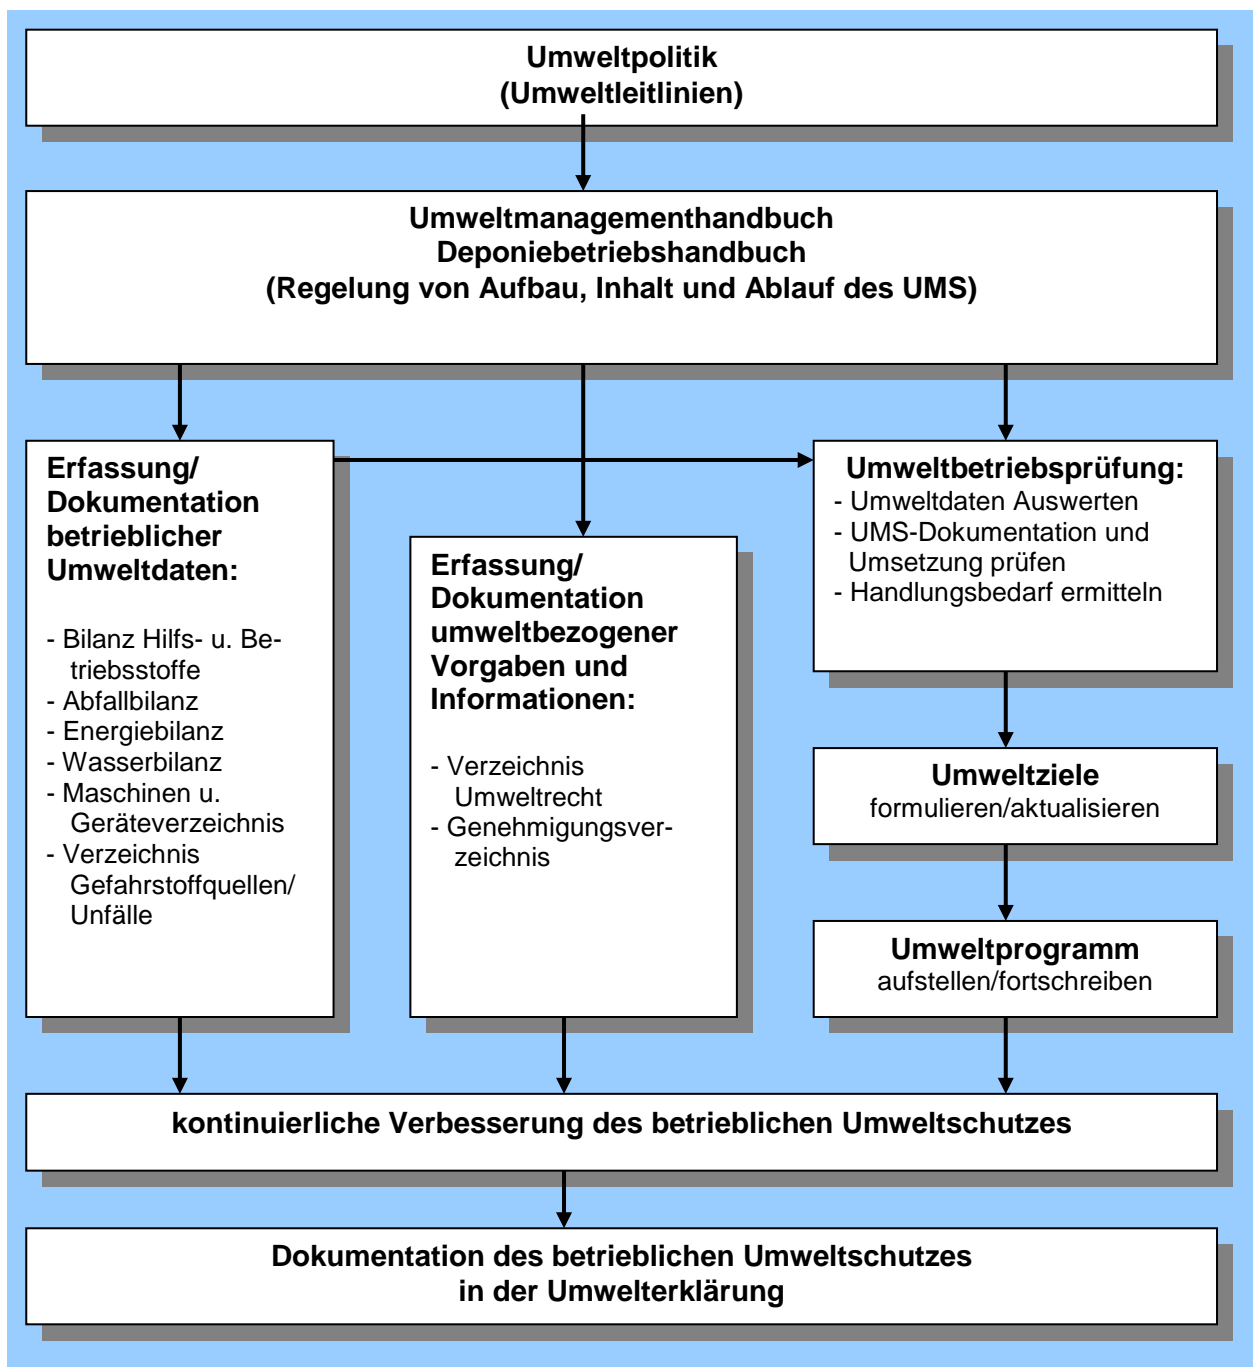 Umweltpolitik
(Umweltleitlinien)
Umweltmanagementhandbuch
Deponiebetriebshandbuch
(Regelung von Aufbau, Inhalt und Ablauf des UMS)
Erfassung/
Dokumentation
betrieblicher
Umweltdaten:
- Bilanz Hilfs- u. Be-
triebsstoffe
- Abfallbilanz
- Energiebilanz
- Wasserbilanz
- Maschinen u.
Geräteverzeichnis
- Verzeichnis
Gefahrstoffquellen/
Unfälle
Erfassung/
Dokumentation
umweltbezogener
Vorgaben und
Informationen:
- Verzeichnis
Umweltrecht
- Genehmigungsver-
zeichnis
Umweltbetriebsprüfung:
- Umweltdaten Auswerten
- UMS-Dokumentation und
Umsetzung prüfen
- Handlungsbedarf ermitteln
Umweltziele
formulieren/aktualisieren
Umweltprogramm
aufstellen/fortschreiben
kontinuierliche Verbesserung des betrieblichen Umweltschutzes
Dokumentation des betrieblichen Umweltschutzes
in der Umwelterklärung